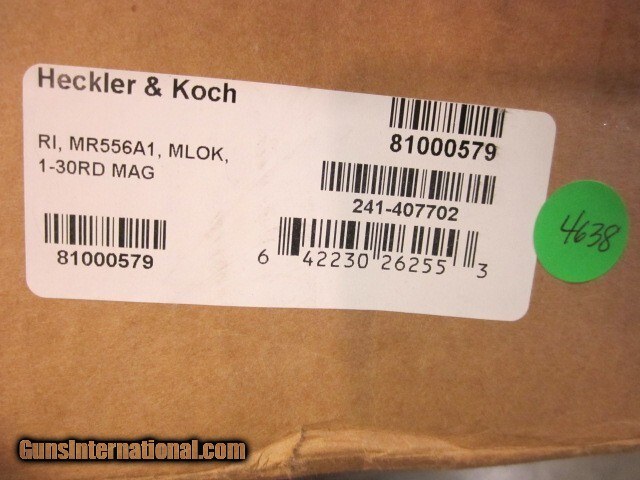 Heckler & Koch
RI, MR556A1, MLOK,
1-30RD MAG
81000579
81000579
241-407702
6 42230 26255 3
4638
GunsInternational.com